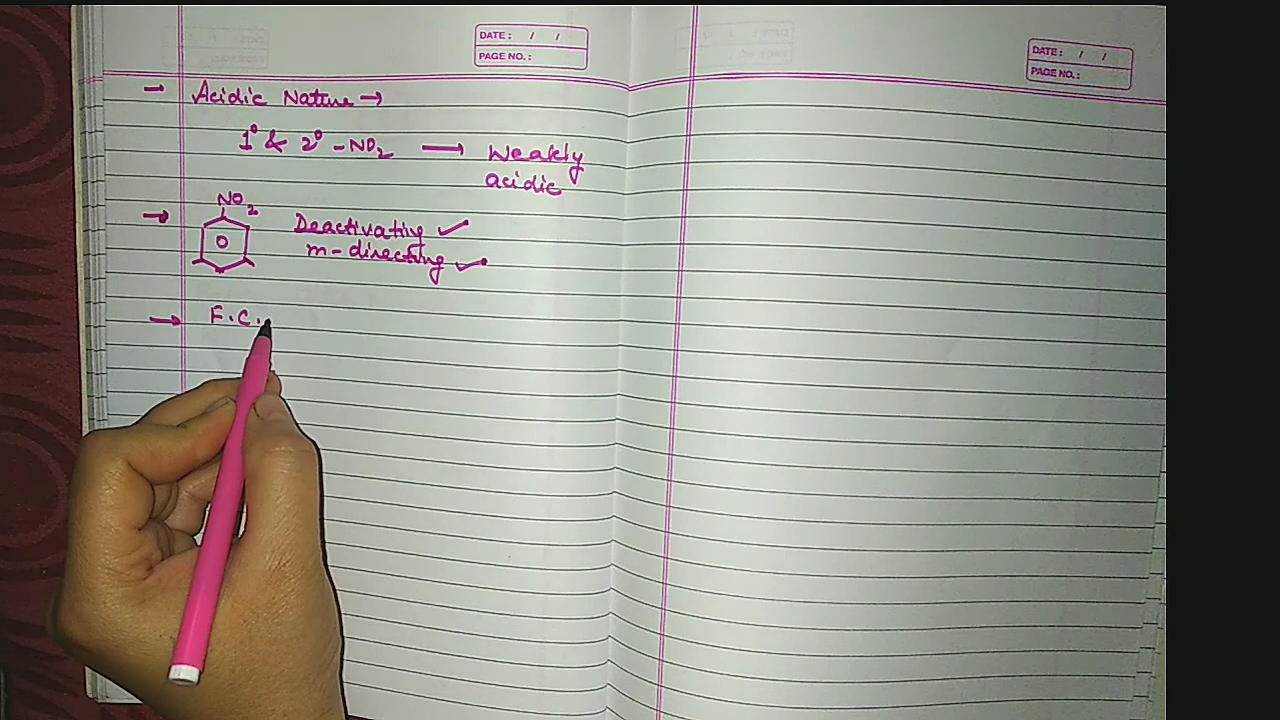 DATE: / /
PAGE NO.:
DATE: / /
PAGE NO.:
→ Acidic Nature →
1° & 2° -NO₂ → Weakly
acidic
→ NO₂
Deactivating ✓
m-directing ✓
→ F.C.